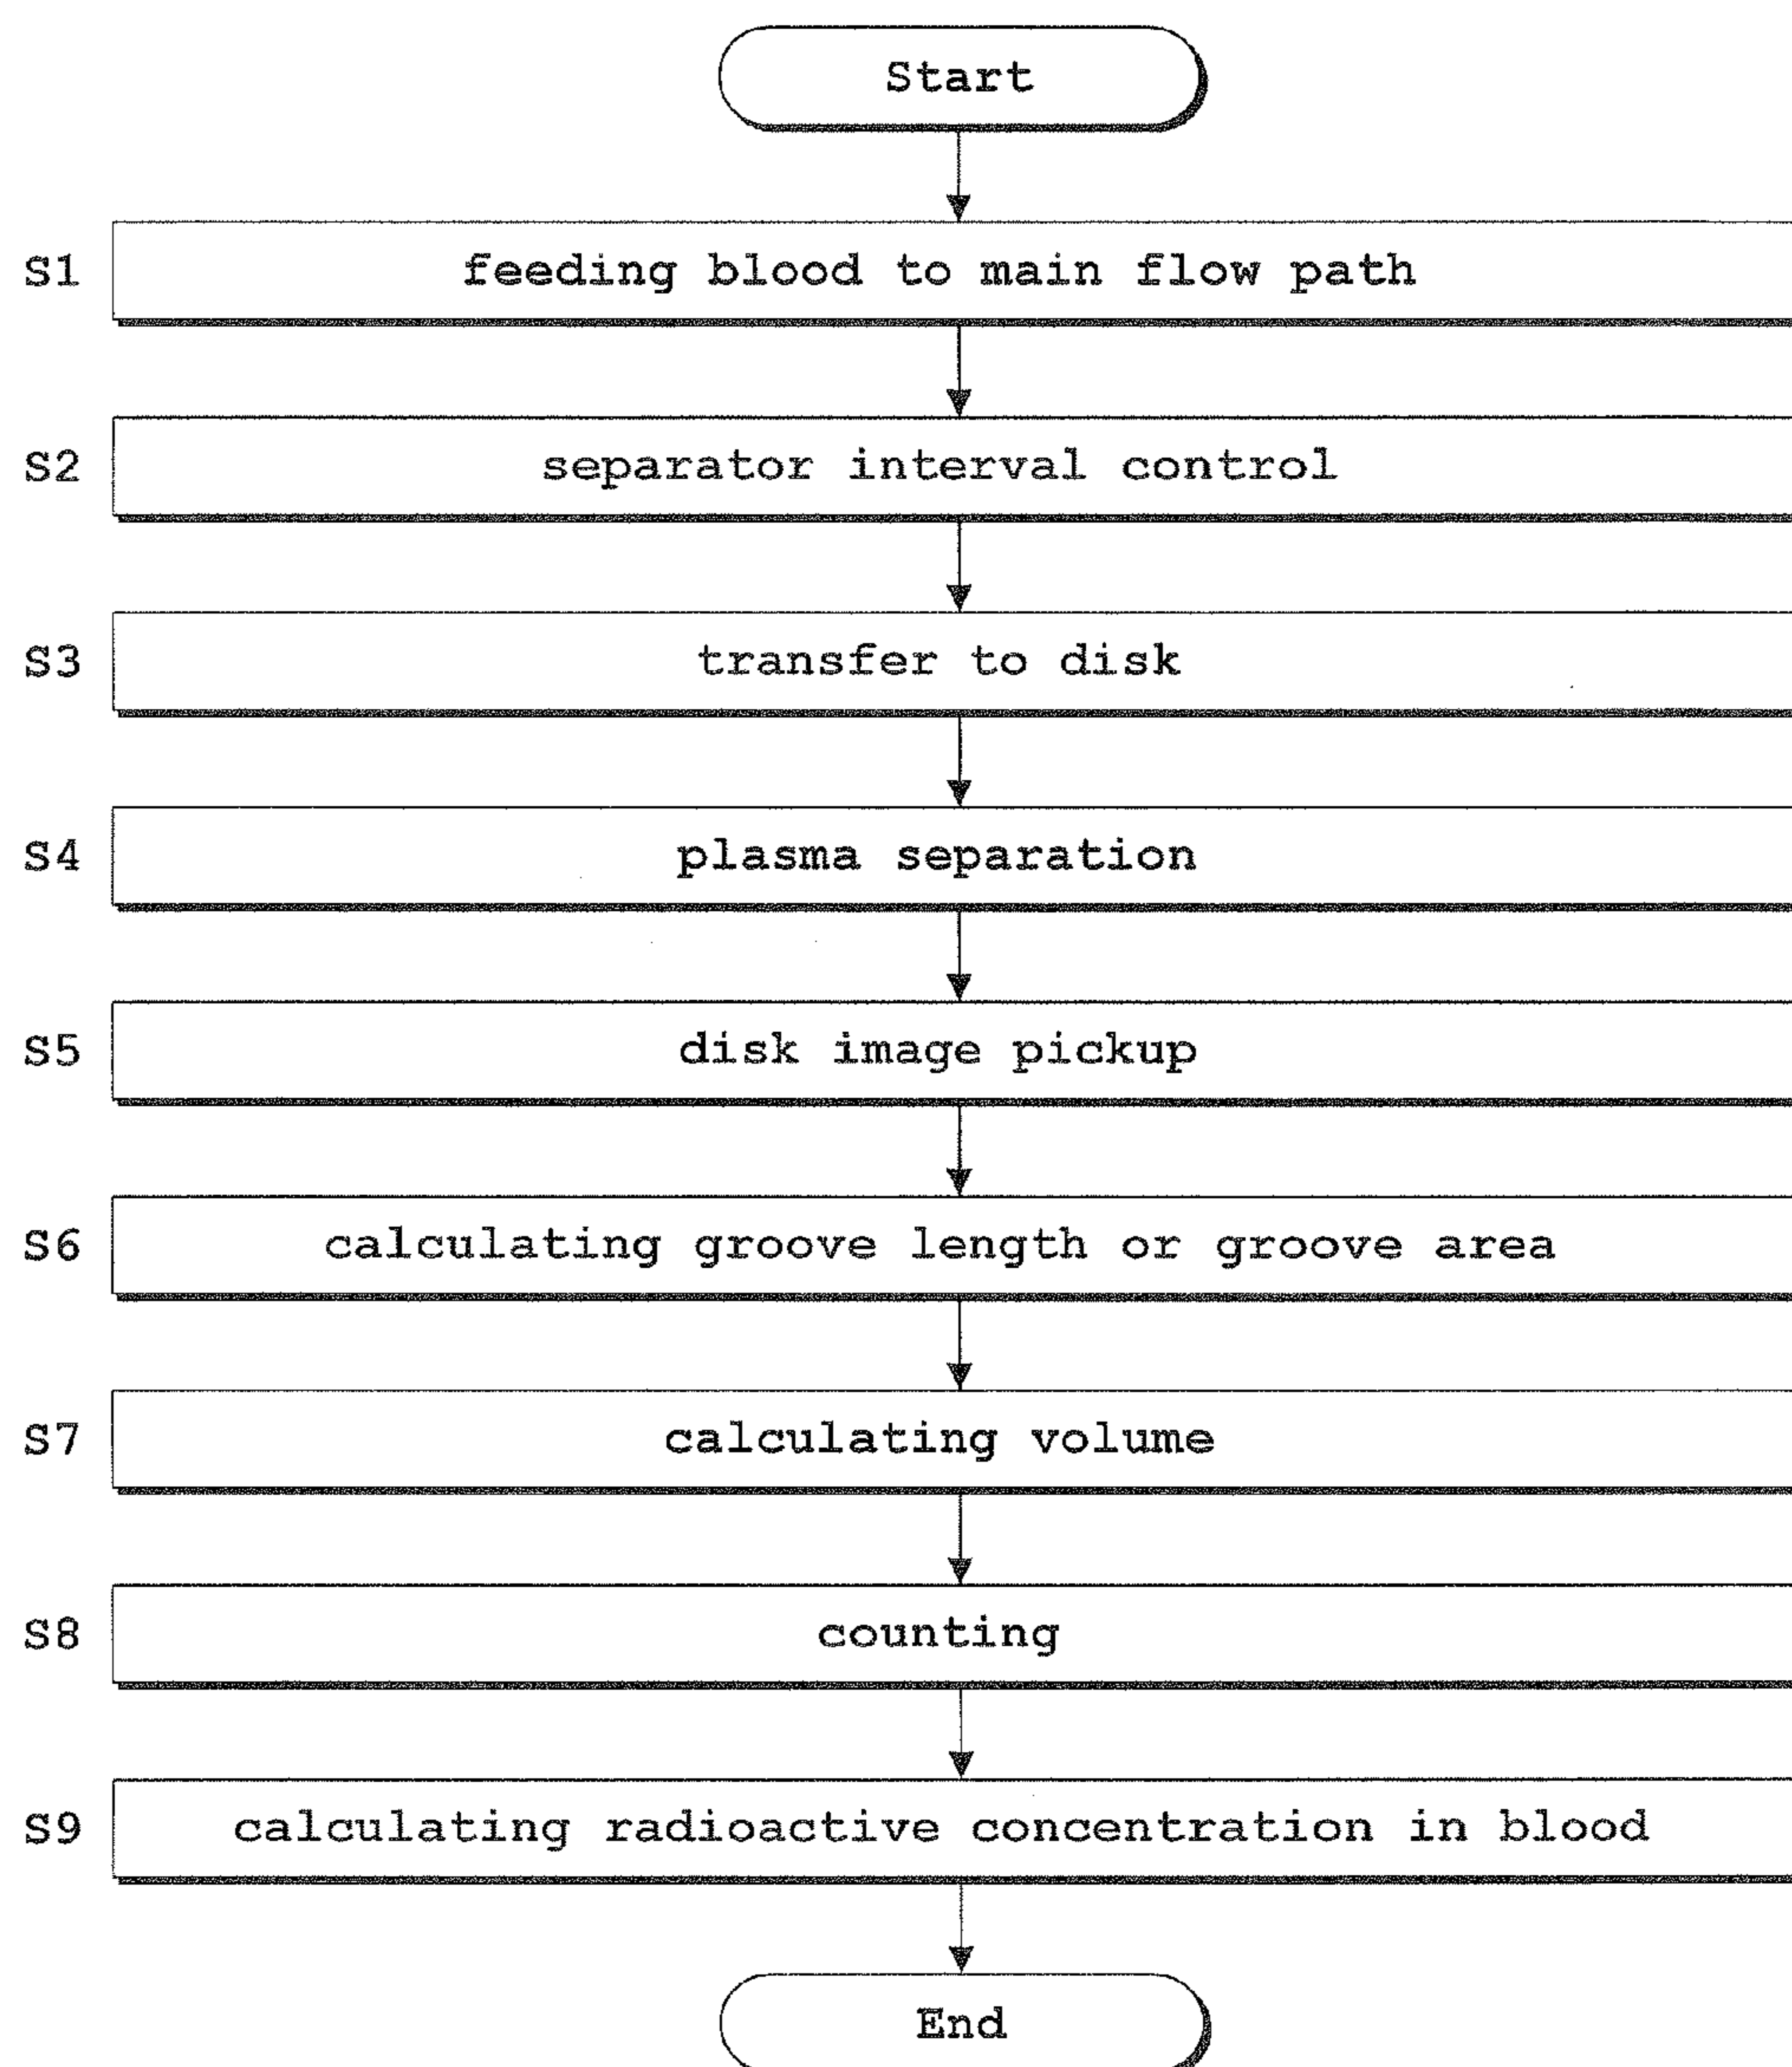 Start
S1 feeding blood to main flow path
S2 separator interval control
S3 transfer to disk
S4 plasma separation
S5 disk image pickup
S6 calculating groove length or groove area
S7 calculating volume
S8 counting
S9 calculating radioactive concentration in blood
End